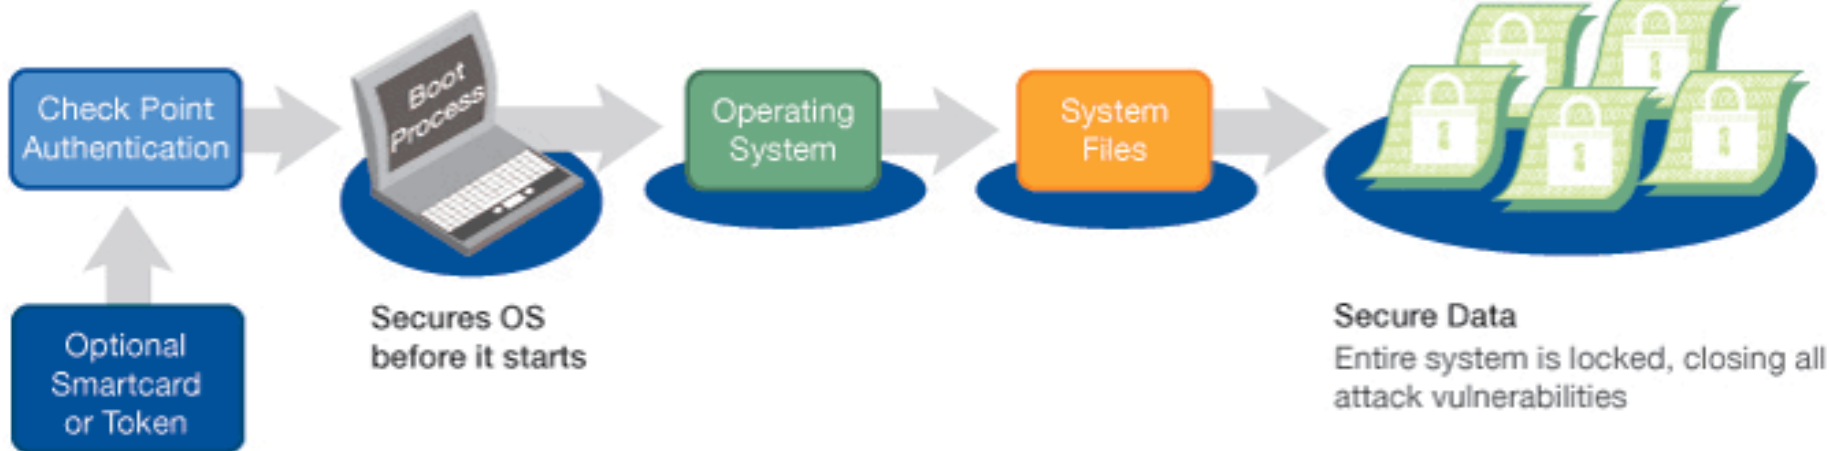 Check Point
Authentication
Optional
Smartcard
or Token
Boot
Process
Secures OS
before it starts
Operating
System
System
Files
Secure Data
Entire system is locked, closing all
attack vulnerabilities